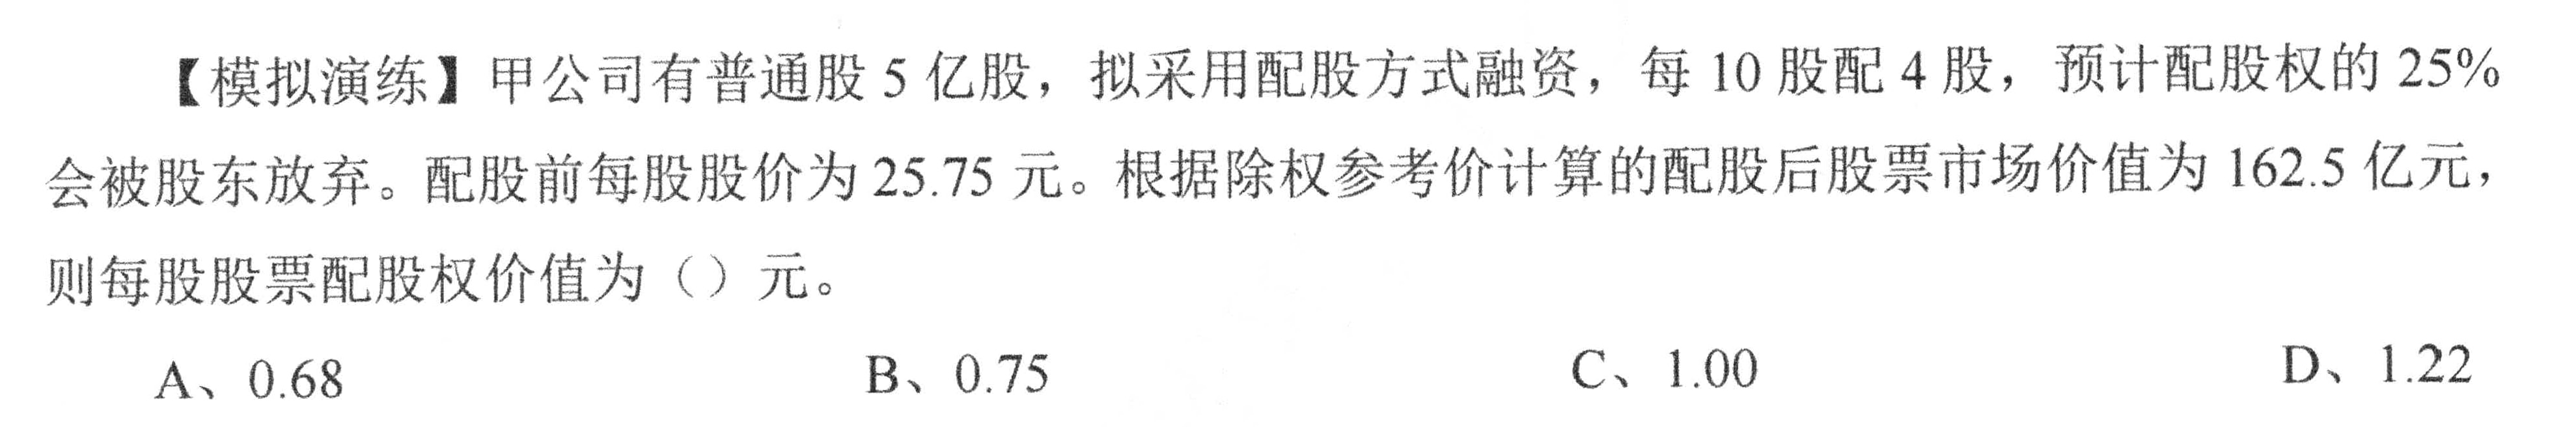 【模拟演练】甲公司有普通股 5 亿股，拟采用配股方式融资，每 10 股配 4 股，预计配股权的 25%
会被股东放弃。配股前每股股价为 25.75 元。根据除权参考价计算的配股后股票市场价值为 162.5 亿元，
则每股股票配股权价值为（）元。
A、0.68 B、0.75 C、1.00 D、1.22